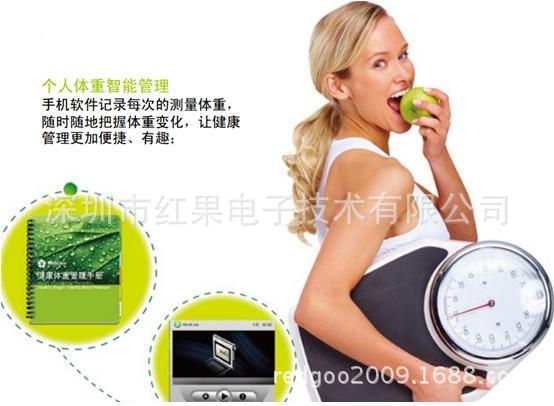 个人体重智能管理
手机软件记录每次的测量体重，
随时随地把握体重变化，让健康
管理更加便捷、有趣；
深圳市红果电子技术有限公司
健康体重管理手册
redgoo2009.1688.com